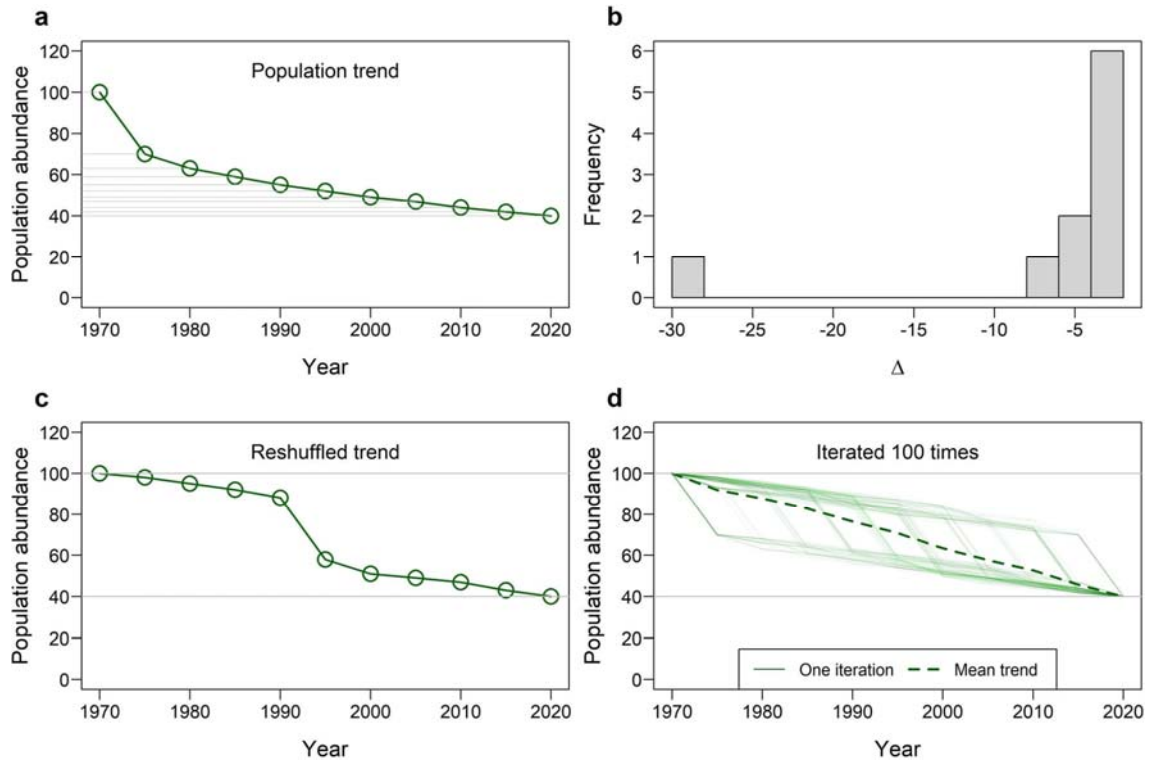 a
Population trend
Population abundance
120
100
80
60
40
20
0
1970 1980 1990 2000 2010 2020
Year
b
Frequency
6
5
4
3
2
1
0
-30 -25 -20 -15 -10 -5
Δ
c
Reshuffled trend
Population abundance
120
100
80
60
40
20
0
1970 1980 1990 2000 2010 2020
Year
d
Iterated 100 times
Population abundance
120
100
80
60
40
20
0
One iteration Mean trend
1970 1980 1990 2000 2010 2020
Year